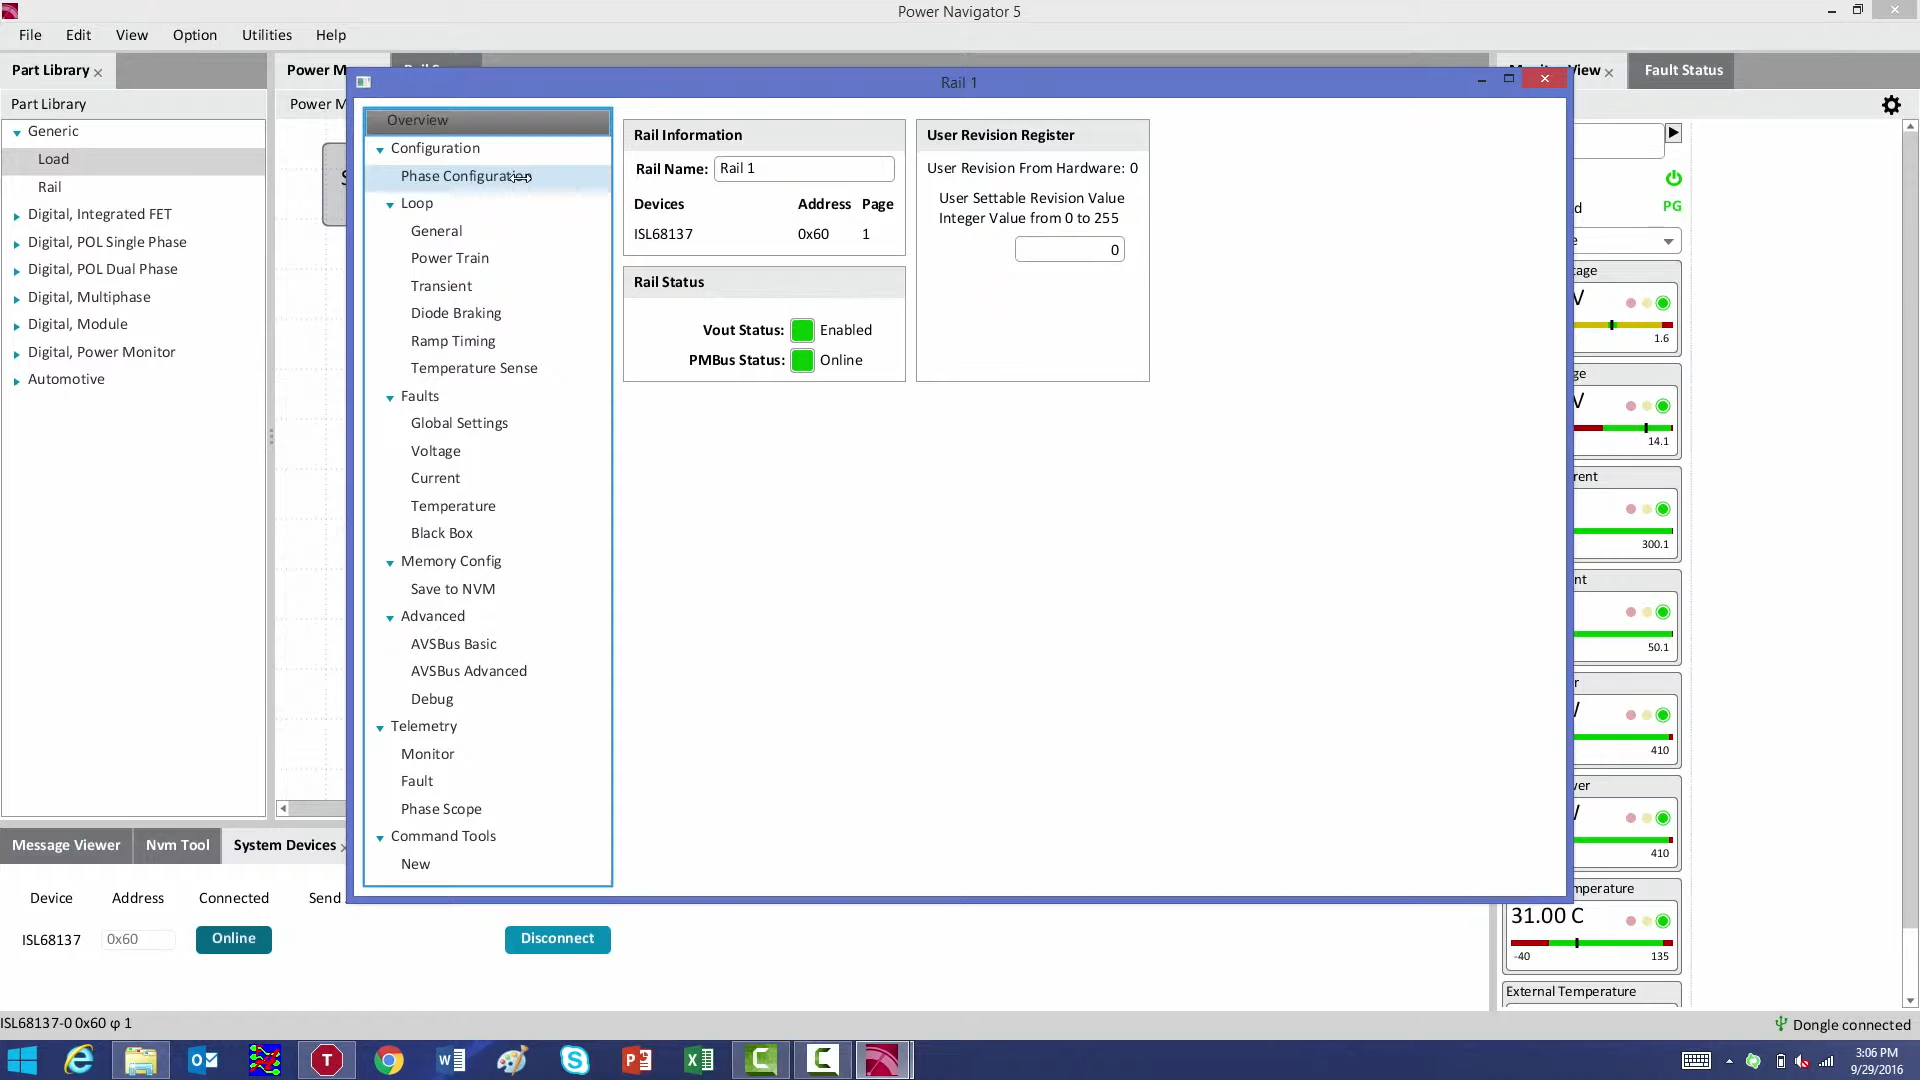 Power Navigator 5
File Edit View Option Utilities Help
Part Library
Part Library
Generic
Load
Rail
Digital, Integrated FET
Digital, POL Single Phase
Digital, POL Dual Phase
Digital, Multiphase
Digital, Module
Digital, Power Monitor
Automotive
Power M
Power M
Rail 1
Overview
Configuration
Phase Configuration
Loop
General
Power Train
Transient
Diode Braking
Ramp Timing
Temperature Sense
Faults
Global Settings
Voltage
Current
Temperature
Black Box
Memory Config
Save to NVM
Advanced
AVSBus Basic
AVSBus Advanced
Debug
Telemetry
Monitor
Fault
Phase Scope
Command Tools
New
Rail Information
Rail Name: Rail 1
Devices Address Page
ISL68137 0x60 1
Rail Status
Vout Status: Enabled
PMBus Status: Online
User Revision Register
User Revision From Hardware: 0
User Settable Revision Value
Integer Value from 0 to 255
0
View
Fault Status
d
PG
e
tage
V
1.6
ge
V
14.1
rent
300.1
nt
50.1
r
410
wer
410
mperature
31.00 C
-40 135
External Temperature
Message Viewer Nvm Tool System Devices
Device Address Connected Send
ISL68137 0x60 Online Disconnect
ISL68137-0 0x60 φ 1
Dongle connected
3:06 PM
9/29/2016